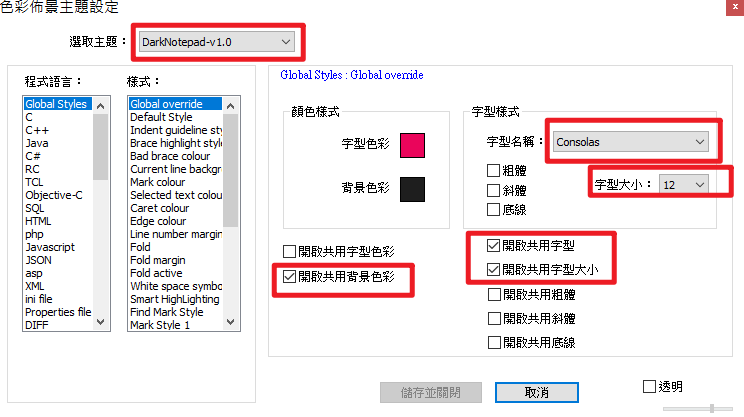 色彩佈景主題設定
x
選取主題：
DarkNotepad-v1.0
程式語言：
Global Styles
C
C++
Java
C#
RC
TCL
Objective-C
SQL
HTML
php
Javascript
JSON
asp
XML
ini file
Properties file
DIFF
樣式：
Global override
Default Style
Indent guideline sty
Brace highlight style
Bad brace colour
Current line backgr
Mark colour
Selected text colou
Caret colour
Edge colour
Line number margin
Fold
Fold margin
Fold active
White space symbo
Smart HighLighting
Find Mark Style
Mark Style 1
Global Styles : Global override
顏色樣式
字型色彩
背景色彩
開啟共用字型色彩
開啟共用背景色彩
字型樣式
字型名稱：
Consolas
粗體
斜體
底線
字型大小：
12
開啟共用字型
開啟共用字型大小
開啟共用粗體
開啟共用斜體
開啟共用底線
儲存並關閉
取消
透明